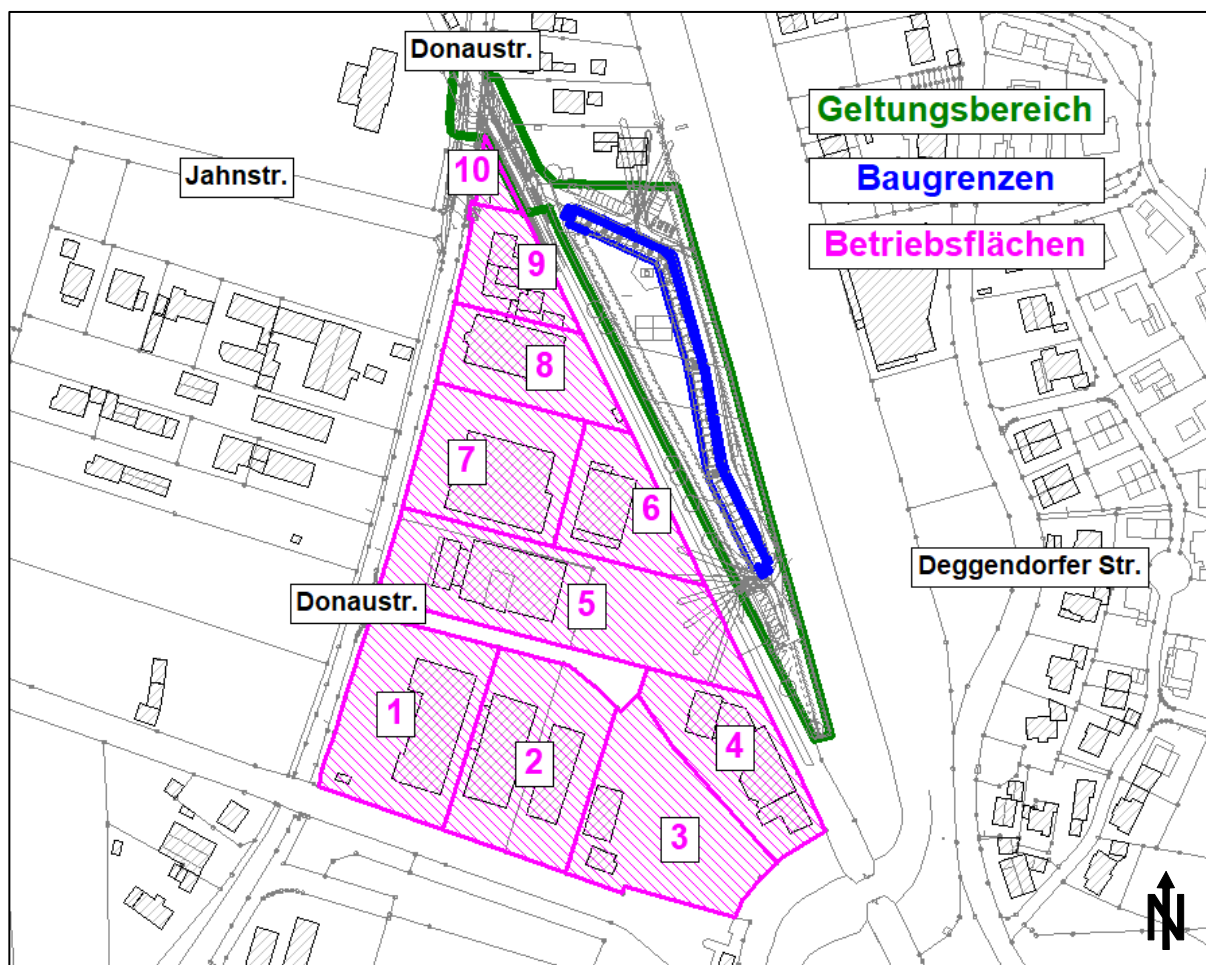 Donaustr.
Geltungsbereich
Jahnstr.
10
Baugrenzen
Betriebsflächen
9
8
7
6
Deggendorfer Str.
Donaustr.
5
1
2
4
3
N